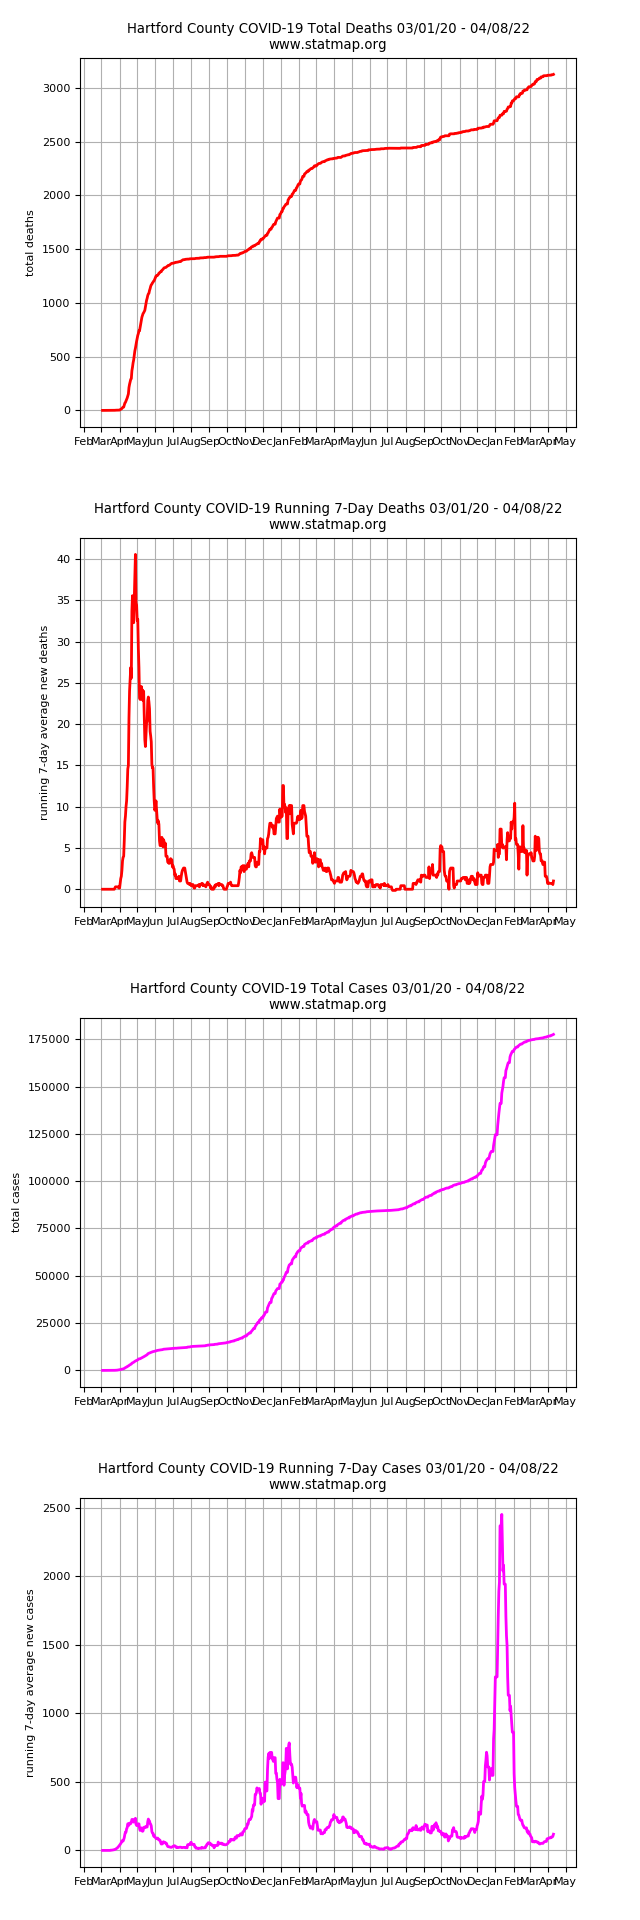 Hartford County COVID-19 Total Deaths 03/01/20 - 04/08/22
www.statmap.org
3000
2500
2000
1500
1000
500
0
total deaths
Feb Mar Apr May Jun Jul Aug Sep Oct Nov Dec Jan Feb Mar Apr May Jun Jul Aug Sep Oct Nov Dec Jan Feb Mar Apr May
Hartford County COVID-19 Running 7-Day Deaths 03/01/20 - 04/08/22
www.statmap.org
40
35
30
25
20
15
10
5
0
running 7-day average new deaths
Feb Mar Apr May Jun Jul Aug Sep Oct Nov Dec Jan Feb Mar Apr May Jun Jul Aug Sep Oct Nov Dec Jan Feb Mar Apr May
Hartford County COVID-19 Total Cases 03/01/20 - 04/08/22
www.statmap.org
175000
150000
125000
100000
75000
50000
25000
0
total cases
Feb Mar Apr May Jun Jul Aug Sep Oct Nov Dec Jan Feb Mar Apr May Jun Jul Aug Sep Oct Nov Dec Jan Feb Mar Apr May
Hartford County COVID-19 Running 7-Day Cases 03/01/20 - 04/08/22
www.statmap.org
2500
2000
1500
1000
500
0
running 7-day average new cases
Feb Mar Apr May Jun Jul Aug Sep Oct Nov Dec Jan Feb Mar Apr May Jun Jul Aug Sep Oct Nov Dec Jan Feb Mar Apr May